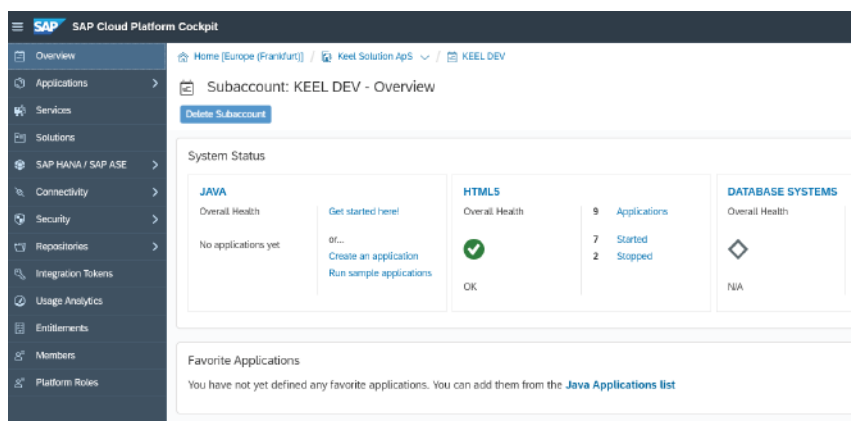 SAP SAP Cloud Platform Cockpit
Overview
Applications
Services
Solutions
SAP HANA / SAP ASE
Connectivity
Security
Repositories
Integration Tokens
Usage Analytics
Entitlements
Members
Platform Roles
Home [Europe (Frankfurt)] / Keel Solution ApS / KEEL DEV
Subaccount: KEEL DEV - Overview
Delete Subaccount
System Status
JAVA
Overall Health
No applications yet
Get started here!
or...
Create an application
Run sample applications
HTML5
Overall Health
OK
9 Applications
7 Started
2 Stopped
DATABASE SYSTEMS
Overall Health
N/A
Favorite Applications
You have not yet defined any favorite applications. You can add them from the Java Applications list